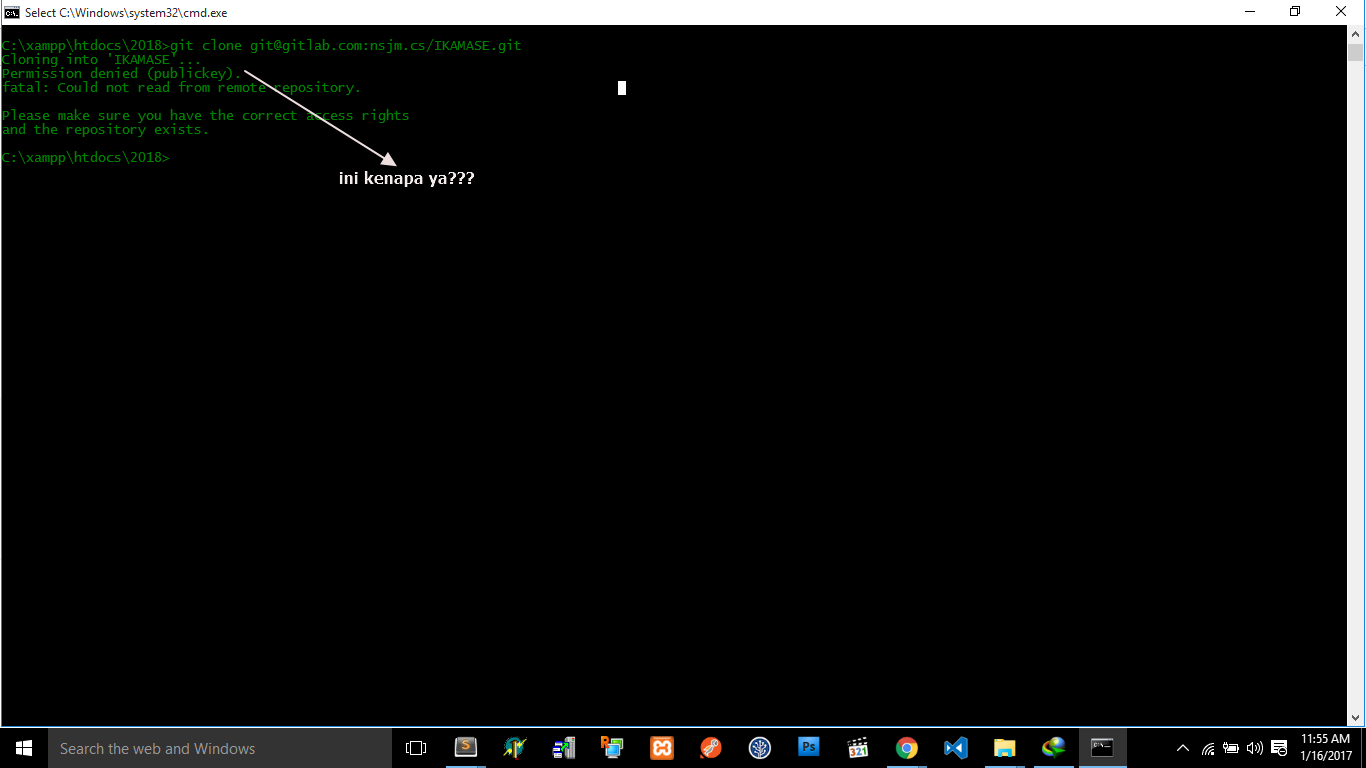 Select C:\Windows\system32\cmd.exe
C:\xampp\htdocs\2018>git clone git@gitlab.com:nsjm.cs/IKAMASE.git
Cloning into 'IKAMASE'...
Permission denied (publickey).
fatal: Could not read from remote repository.
Please make sure you have the correct access rights
and the repository exists.
C:\xampp\htdocs\2018>
ini kenapa ya???
Search the web and Windows
S
P
Ps
321
C:\.
11:55 AM
1/16/2017